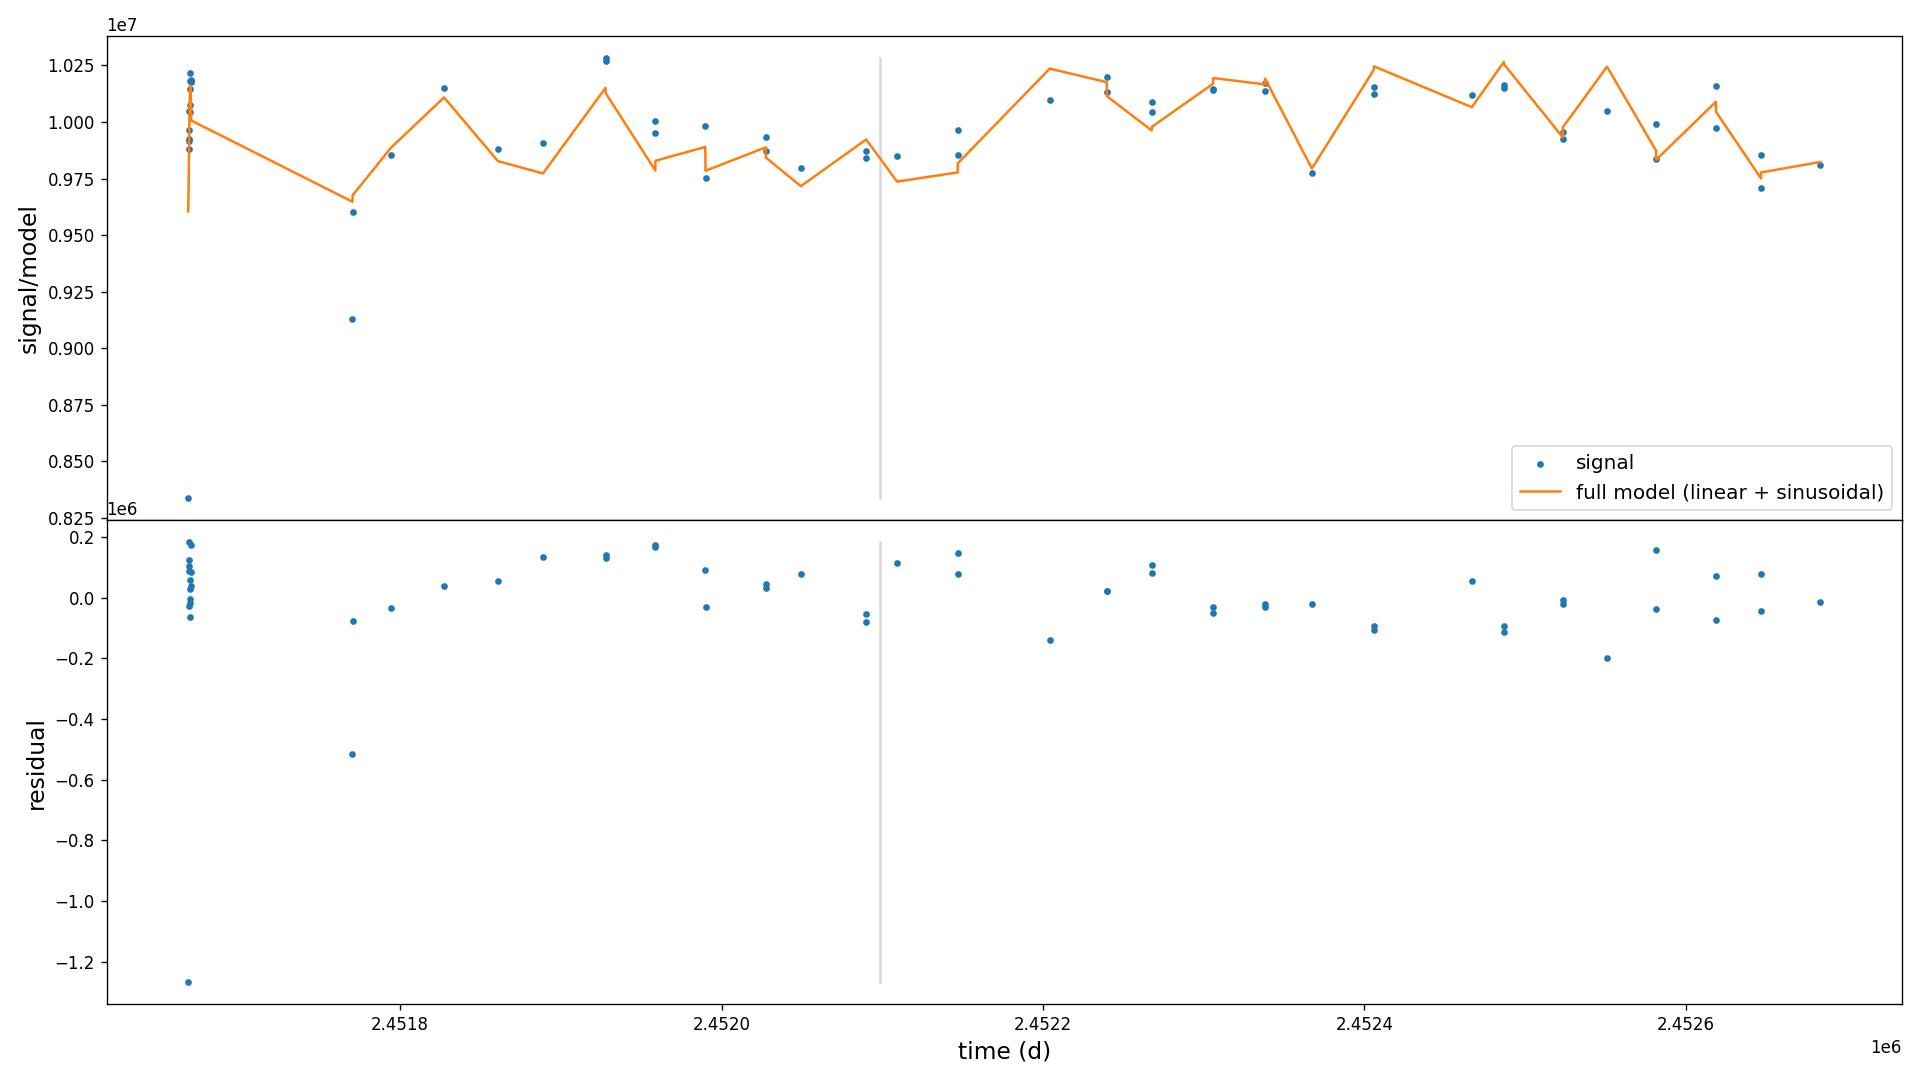 1e7
1.025
1.000
0.975
0.950
0.925
0.900
0.875
0.850
0.825
signal/model
signal
full model (linear + sinusoidal)
1e6
0.2
0.0
−0.2
−0.4
−0.6
−0.8
−1.0
−1.2
residual
2.4518
2.4520
2.4522
2.4524
2.4526
time (d)
1e6